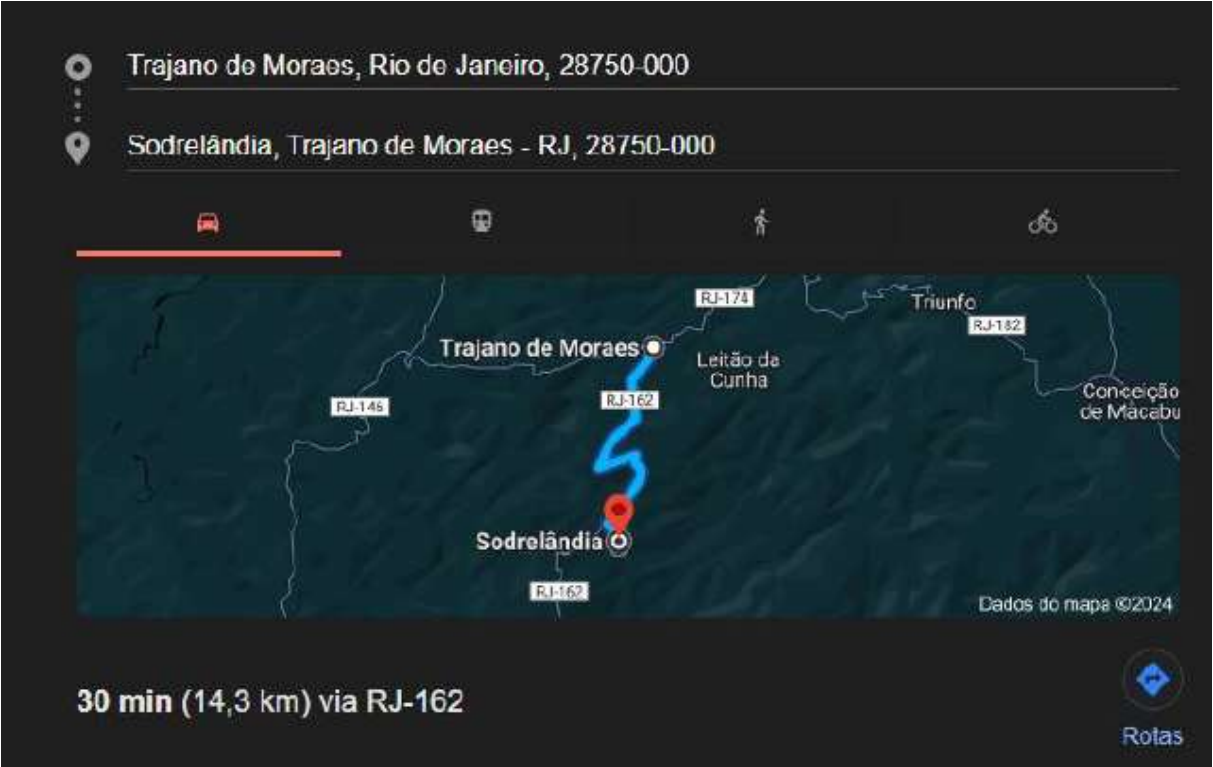 Trajano de Moraes, Rio de Janeiro, 28750-000
Sodrelândia, Trajano de Moraes - RJ, 28750-000
RJ-174
Triunfo
RJ-182
Trajano de Moraes
Leitão da
Cunha
RJ-162
RJ-146
Conceição
de Macabu
Sodrelândia
RJ-162
Dados do mapa ©2024
30 min (14,3 km) via RJ-162
Rotas